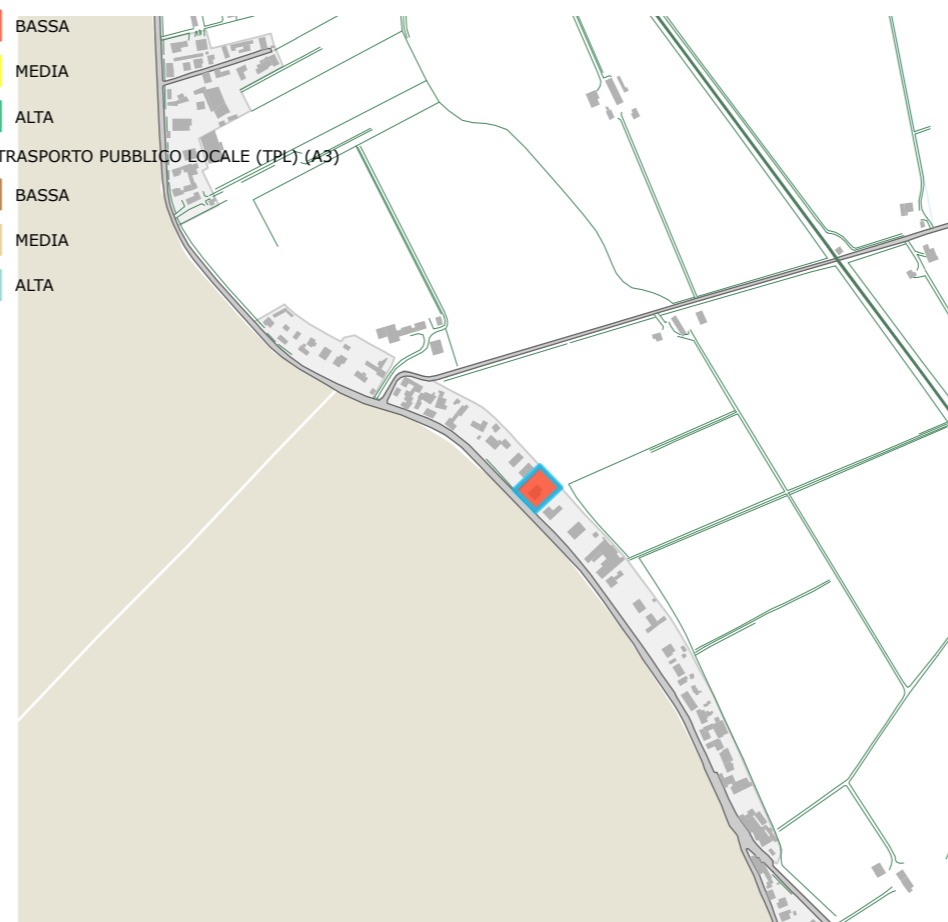 BASSA
MEDIA
ALTA
TRASPORTO PUBBLICO LOCALE (TPL) (A3)
BASSA
MEDIA
ALTA